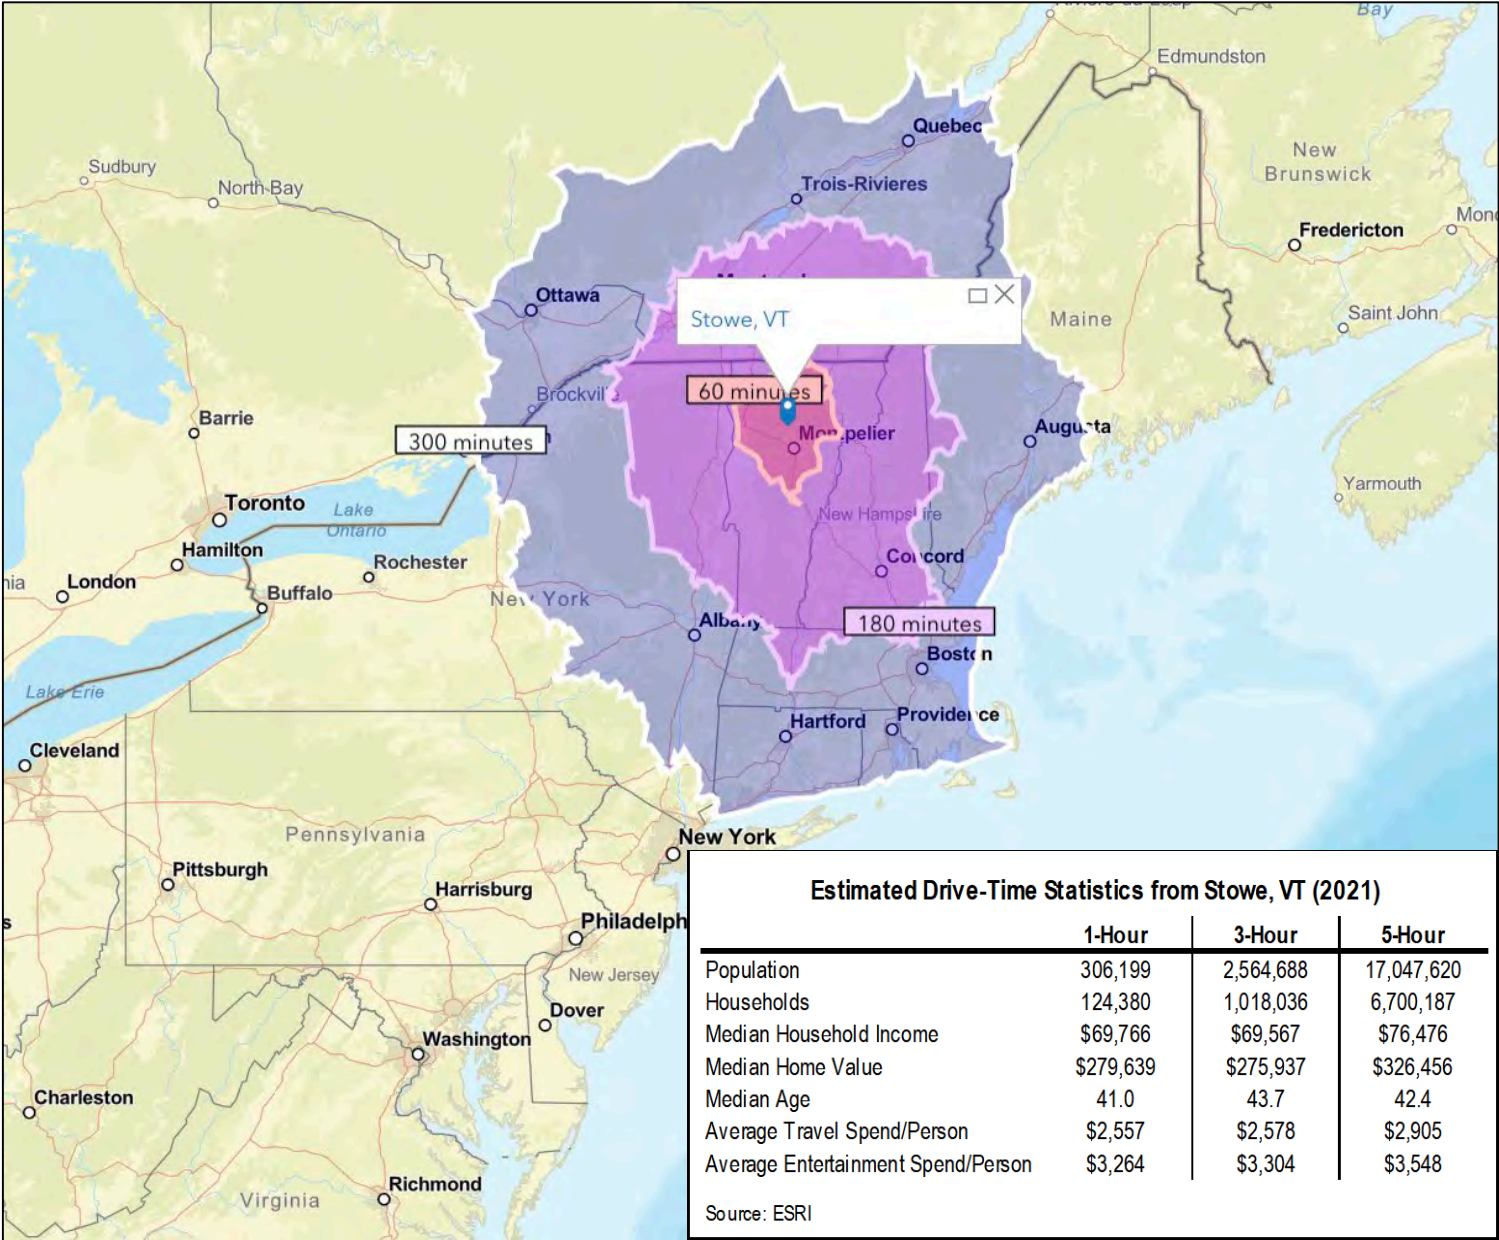 Bay
Edmundston
Quebec
New
Brunswick
Sudbury
North Bay
Trois-Rivieres
Fredericton
Ottawa
Stowe, VT
Maine
Saint John
Brockville
60 minutes
Barrie
300 minutes
Montpelier
Augusta
Toronto
Lake
Ontario
New Hampshire
Yarmouth
Hamilton
Rochester
Concord
London
Buffalo
New York
Albany
180 minutes
Boston
Lake Erie
Hartford
Providence
Cleveland
Pennsylvania
New York
Pittsburgh
Harrisburg
Philadelph
New Jersey
Dover
Washington
Charleston
Richmond
Virginia
Estimated Drive-Time Statistics from Stowe, VT (2021)
1-Hour 3-Hour 5-Hour
Population 306,199 2,564,688 17,047,620
Households 124,380 1,018,036 6,700,187
Median Household Income $69,766 $69,567 $76,476
Median Home Value $279,639 $275,937 $326,456
Median Age 41.0 43.7 42.4
Average Travel Spend/Person $2,557 $2,578 $2,905
Average Entertainment Spend/Person $3,264 $3,304 $3,548
Source: ESRI